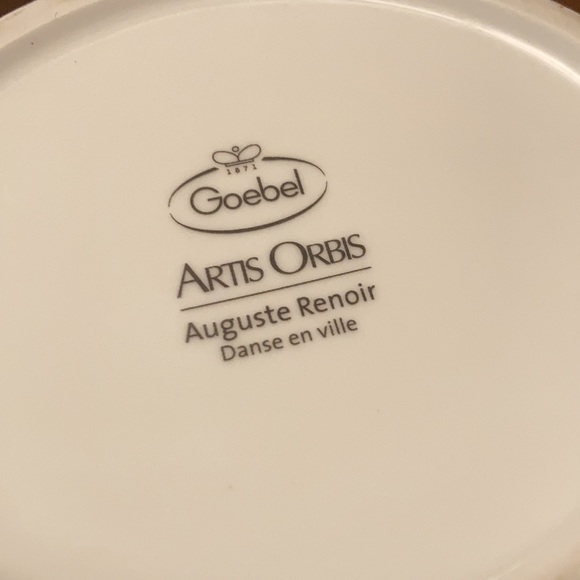 1871
Goebel
ARTIS ORBIS
Auguste Renoir
Danse en ville